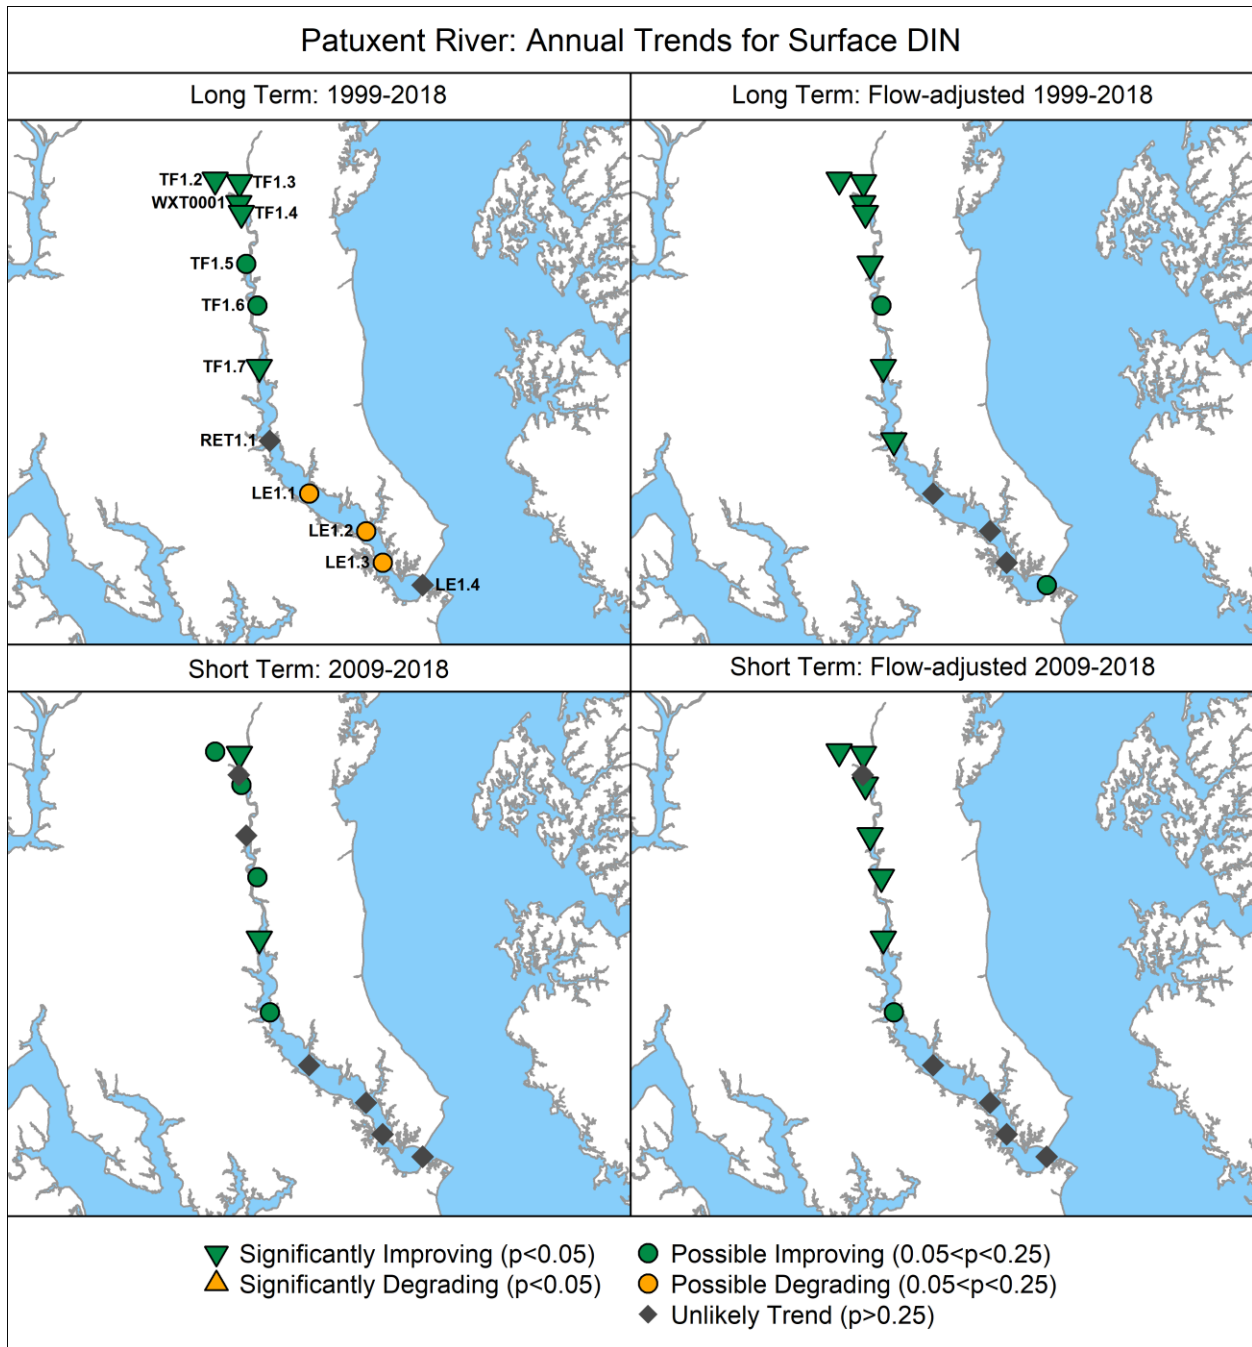 Patuxent River: Annual Trends for Surface DIN
Long Term: 1999-2018
Long Term: Flow-adjusted 1999-2018
TF1.2
TF1.3
WXT0001
TF1.4
TF1.5
TF1.6
TF1.7
RET1.1
LE1.1
LE1.2
LE1.3
LE1.4
Short Term: 2009-2018
Short Term: Flow-adjusted 2009-2018
Significantly Improving (p<0.05)
Significantly Degrading (p<0.05)
Possible Improving (0.05<p<0.25)
Possible Degrading (0.05<p<0.25)
Unlikely Trend (p>0.25)